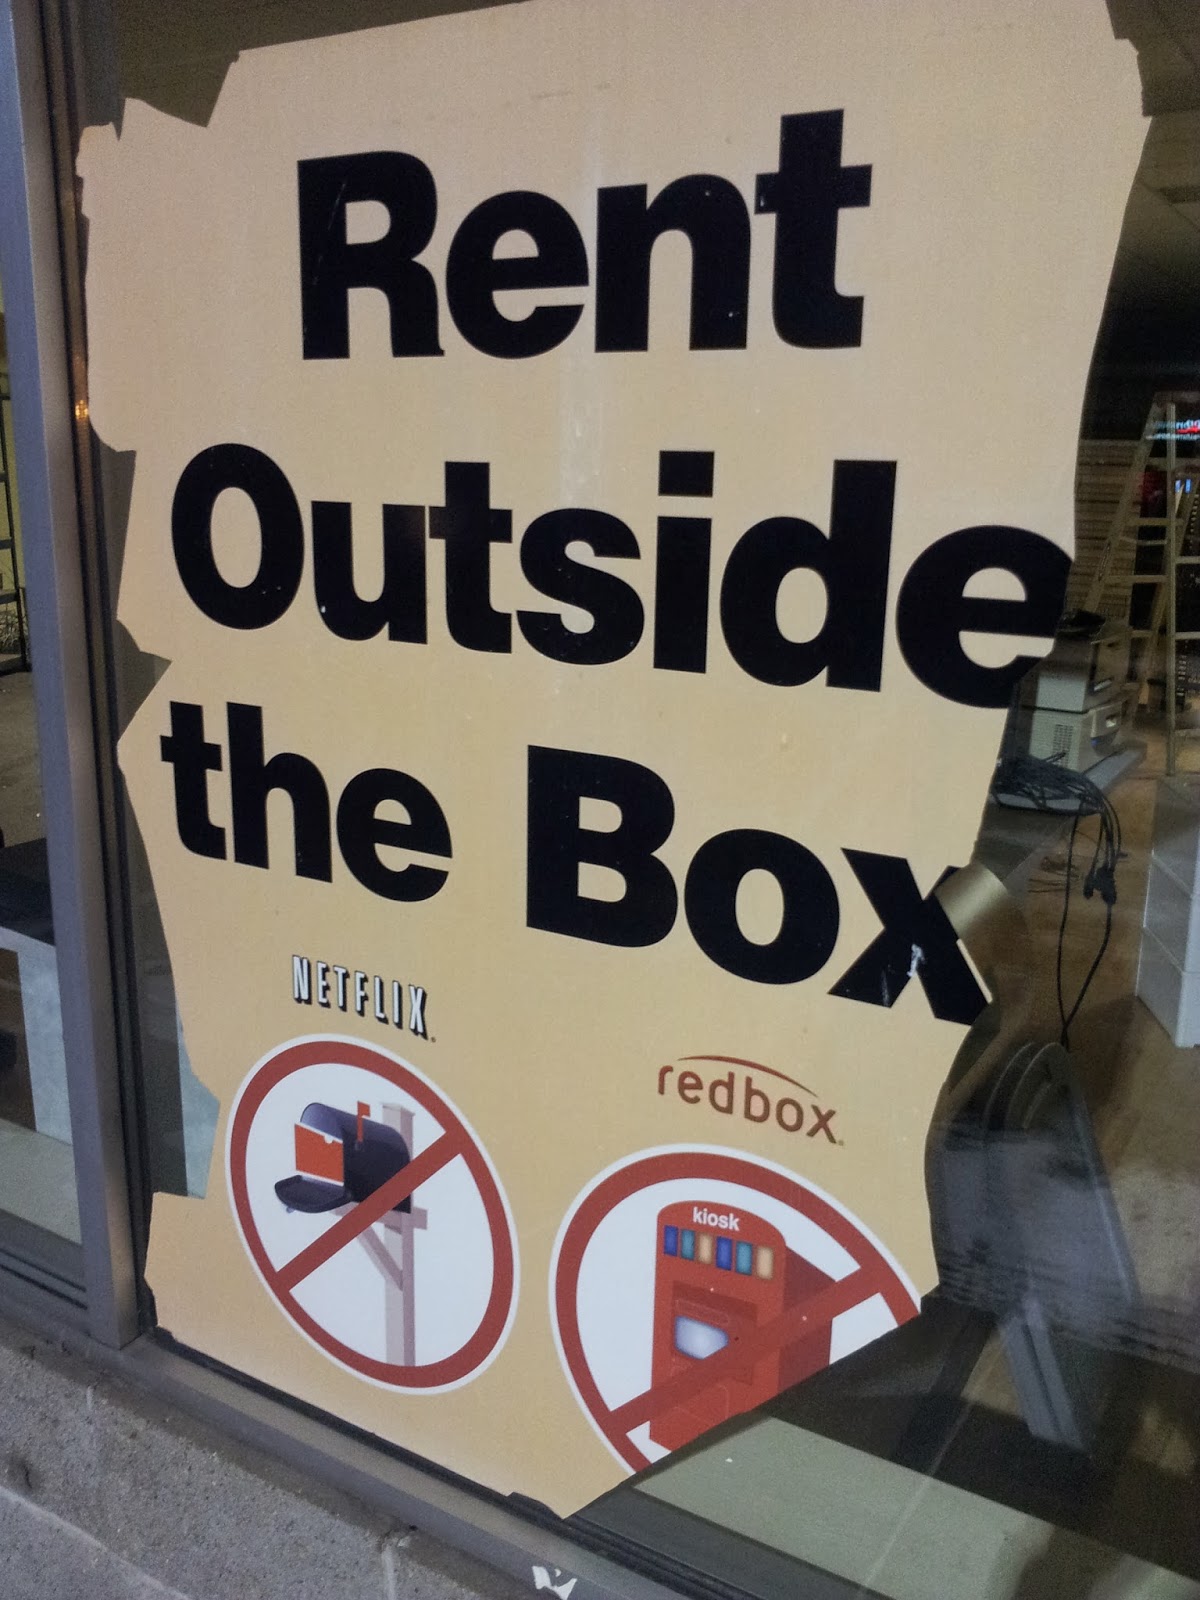 Rent
Outside
the Box
NETFLIX
redbox
kiosk